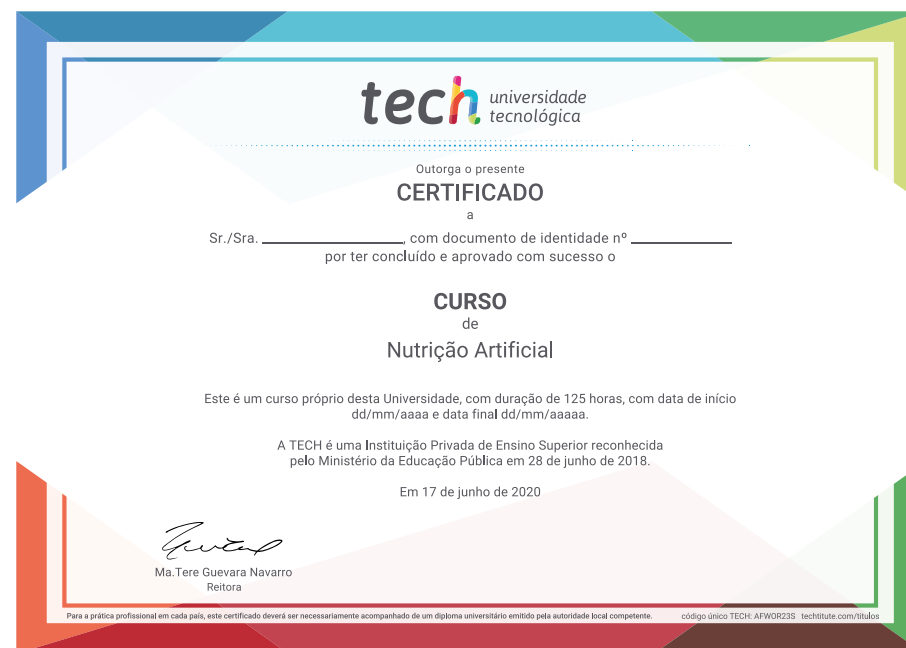 tech universidade
tecnológica
Outorga o presente
CERTIFICADO
a
Sr./Sra. ____________, com documento de identidade nº ____________
por ter concluído e aprovado com sucesso o
CURSO
de
Nutrição Artificial
Este é um curso próprio desta Universidade, com duração de 125 horas, com data de início
dd/mm/aaaa e data final dd/mm/aaaaa.
A TECH é uma Instituição Privada de Ensino Superior reconhecida
pelo Ministério da Educação Pública em 28 de junho de 2018.
Em 17 de junho de 2020
Ma.Tere Guevara Navarro
Reitora
Para a prática profissional em cada país, este certificado deverá ser necessariamente acompanhado de um diploma universitário emitido pela autoridade local competente. código único TECH: AFWOR23S techtitute.com/titulos